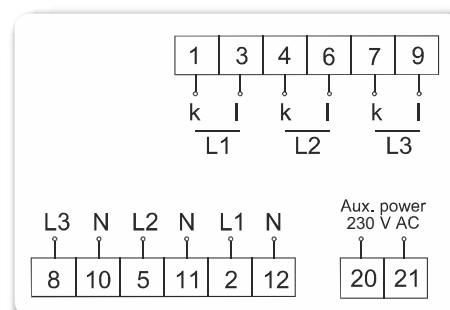 1 3 4 6 7 9
k l k l k l
L1 L2 L3
Aux. power
230 V AC
L3 N L2 N L1 N
8 10 5 11 2 12 20 21